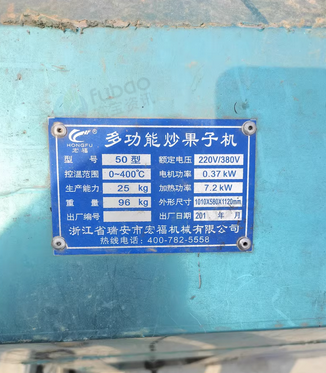 fubao
HONGFU
宏福
多功能炒果子机
型号 50型 额定电压 220V/380V
控温范围 0~400℃ 电机功率 0.37kW
生产能力 25 kg 加热功率 7.2kW
重量 96 kg 外形尺寸 1010X580X1120mm
出厂编号 出厂日期 201 年 月
浙江省瑞安市宏福机械有限公司
热线电话：400-782-5558